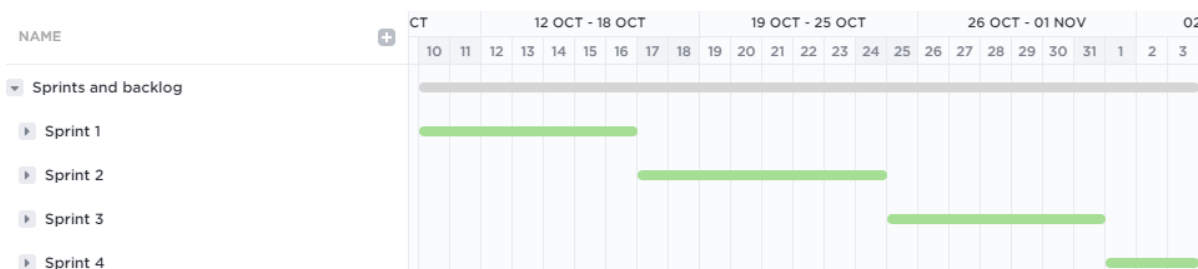 NAME
CT 12 OCT - 18 OCT 19 OCT - 25 OCT 26 OCT - 01 NOV 02
10 11 12 13 14 15 16 17 18 19 20 21 22 23 24 25 26 27 28 29 30 31 1 2 3
Sprints and backlog
Sprint 1
Sprint 2
Sprint 3
Sprint 4